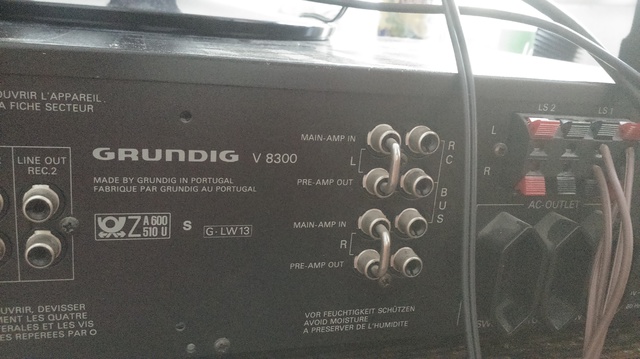 OUVRIR L'APPAREIL.
A FICHE SECTEUR
LINE OUT
REC.2
GRUNDIG V 8300
MADE BY GRUNDIG IN PORTUGAL
FABRIQUE PAR GRUNDIG AU PORTUGAL
Z A 600
510 U
S
G·LW13
MAIN-AMP IN
L
PRE-AMP OUT
MAIN-AMP IN
R
PRE-AMP OUT
R
C
B
U
S
LS 2
LS 1
L
R
AC-OUTLET
VOR FEUCHTIGKEIT SCHÜTZEN
AVOID MOISTURE
A PRESERVER DE L'HUMIDITE
OUVRIR, DEVISSER
MENT LES QUATRE
ERALES ET LES VIS
ES REPEREES PAR O